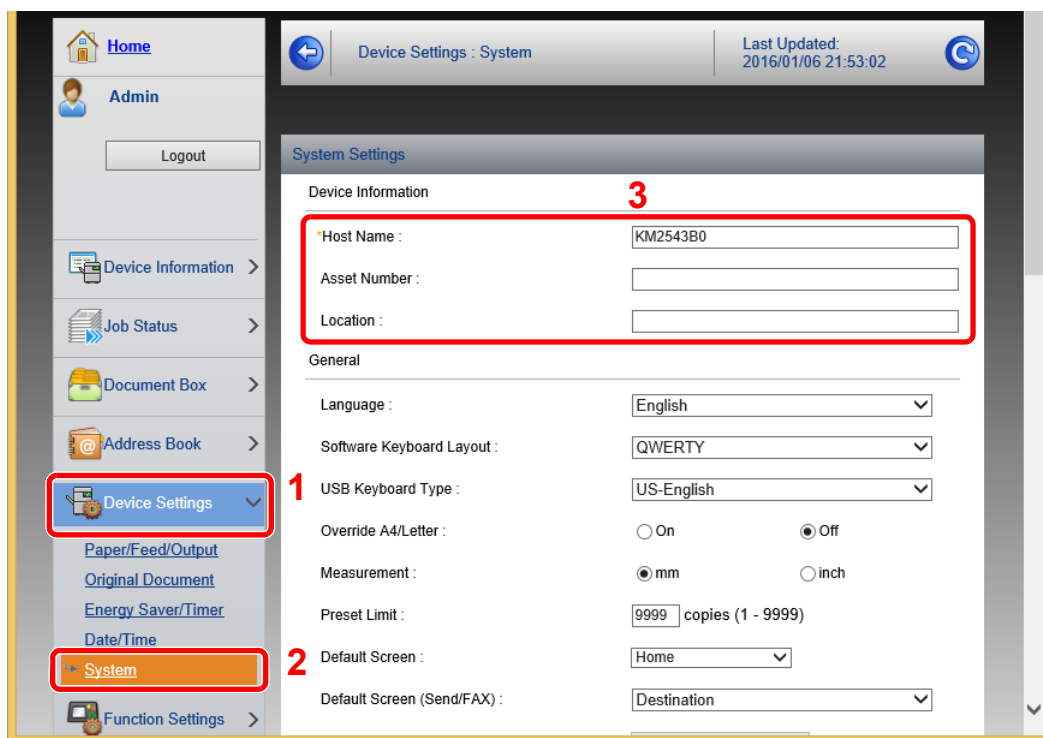 Home
Admin
Logout
Device Information
Job Status
Document Box
Address Book
Device Settings
1
Paper/Feed/Output
Original Document
Energy Saver/Timer
Date/Time
System
2
Function Settings
Device Settings : System
Last Updated:
2016/01/06 21:53:02
System Settings
Device Information
3
*Host Name : KM2543B0
Asset Number :
Location :
General
Language : English
Software Keyboard Layout : QWERTY
USB Keyboard Type : US-English
Override A4/Letter : On Off
Measurement : mm inch
Preset Limit : 9999 copies (1 - 9999)
Default Screen : Home
Default Screen (Send/FAX) : Destination